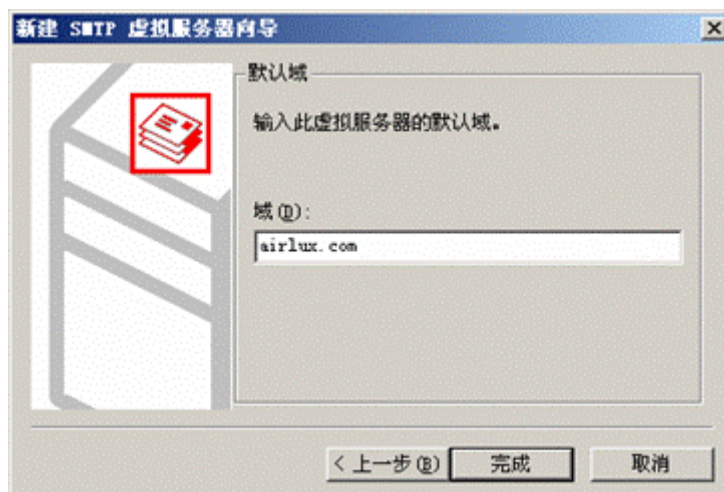 新建 SMTP 虚拟服务器向导
默认域
输入此虚拟服务器的默认域。
域(D):
airlux.com
< 上一步(B)
完成
取消